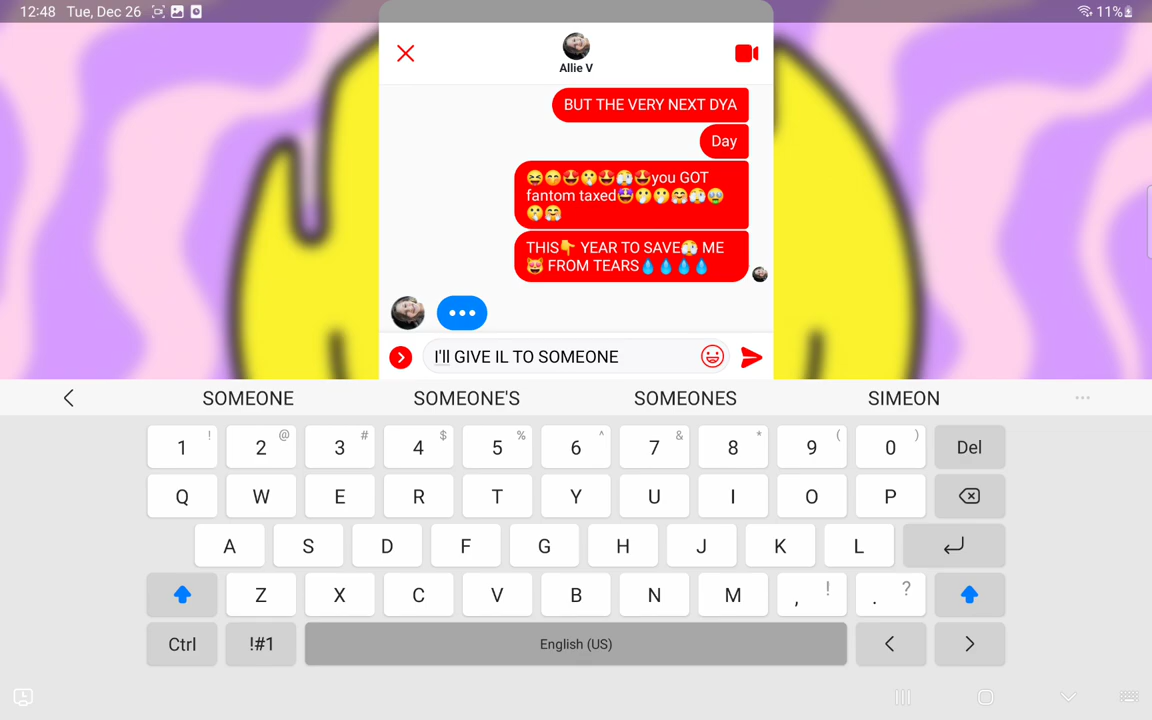 12:48 Tue, Dec 26
11%
Allie V
BUT THE VERY NEXT DYA
Day
😆😁🤩🤫🤩🫣🤩you GOT
fantom taxed🤩🫢🫢🤗🫣🥹
🤫🤗
THIS👇 YEAR TO SAVE🫣 ME
😻 FROM TEARS💧💧💧💧
I'll GIVE IL TO SOMEONE
SOMEONE SOMEONE'S SOMEONES SIMEON
1 ! 2 @ 3 # 4 $ 5 % 6 ^ 7 & 8 * 9 ( 0 ) Del
Q W E R T Y U I O P
A S D F G H J K L
Z X C V B N M , ! . ?
Ctrl !#1 English (US) < >